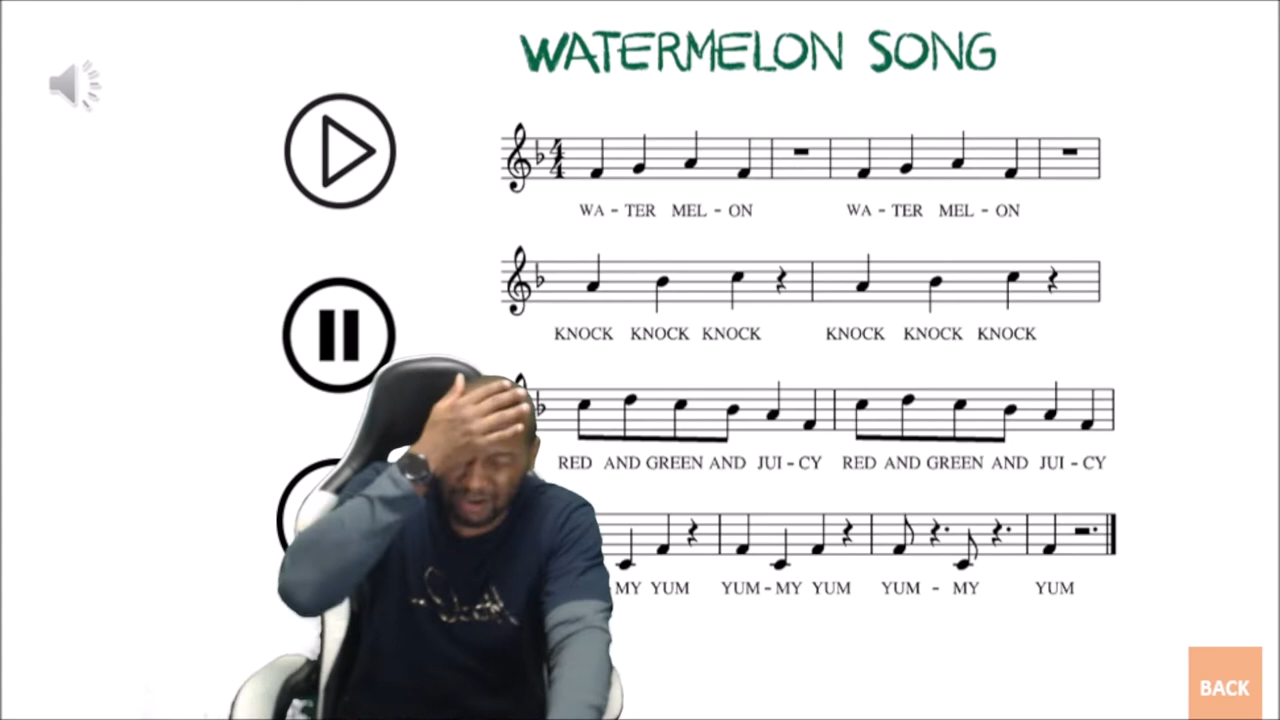 WATERMELON SONG
WA - TER MEL - ON WA - TER MEL - ON
KNOCK KNOCK KNOCK KNOCK KNOCK KNOCK
RED AND GREEN AND JUI - CY RED AND GREEN AND JUI - CY
MY YUM YUM - MY YUM YUM - MY YUM
BACK